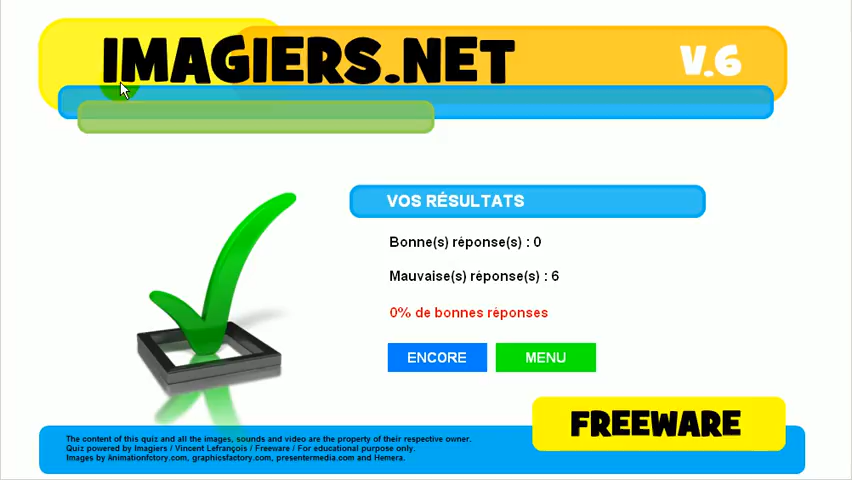 IMAGIERS.NET
V.6
VOS RÉSULTATS
Bonne(s) réponse(s) : 0
Mauvaise(s) réponse(s) : 6
0% de bonnes réponses
ENCORE
MENU
FREEWARE
The content of this quiz and all the images, sounds and video are the property of their respective owner.
Quiz powered by Imagiers / Vincent Lefrançois / Freeware / For educational purpose only.
Images by Animationfctory.com, graphicsfactory.com, presentermedia.com and Hemera.